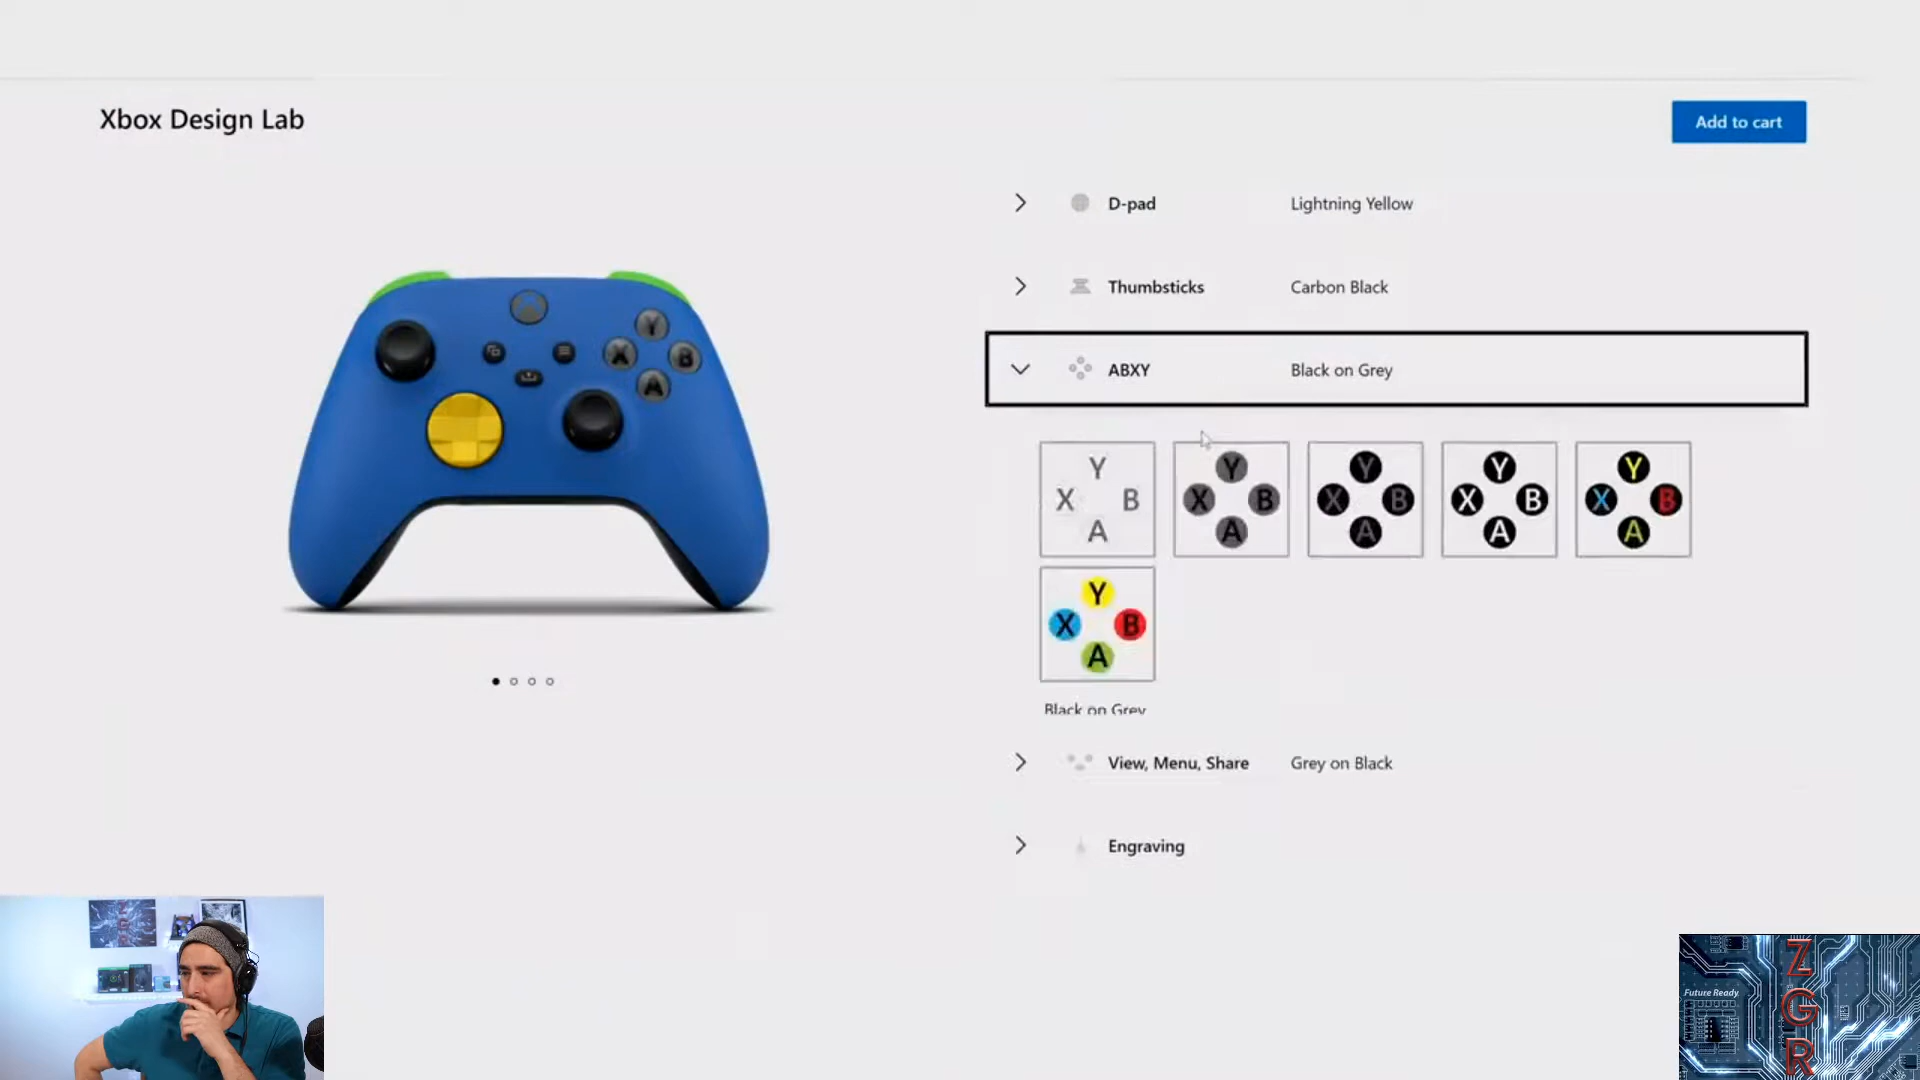 Xbox Design Lab
Add to cart
D-pad Lightning Yellow
Thumbsticks Carbon Black
ABXY Black on Grey
Y X B A
Y X B A
Y X B A
Y X B A
Y X B A
Y X B A
Black on Grey
View, Menu, Share Grey on Black
Engraving
Y
X B
A
Future Ready
Z
G
R